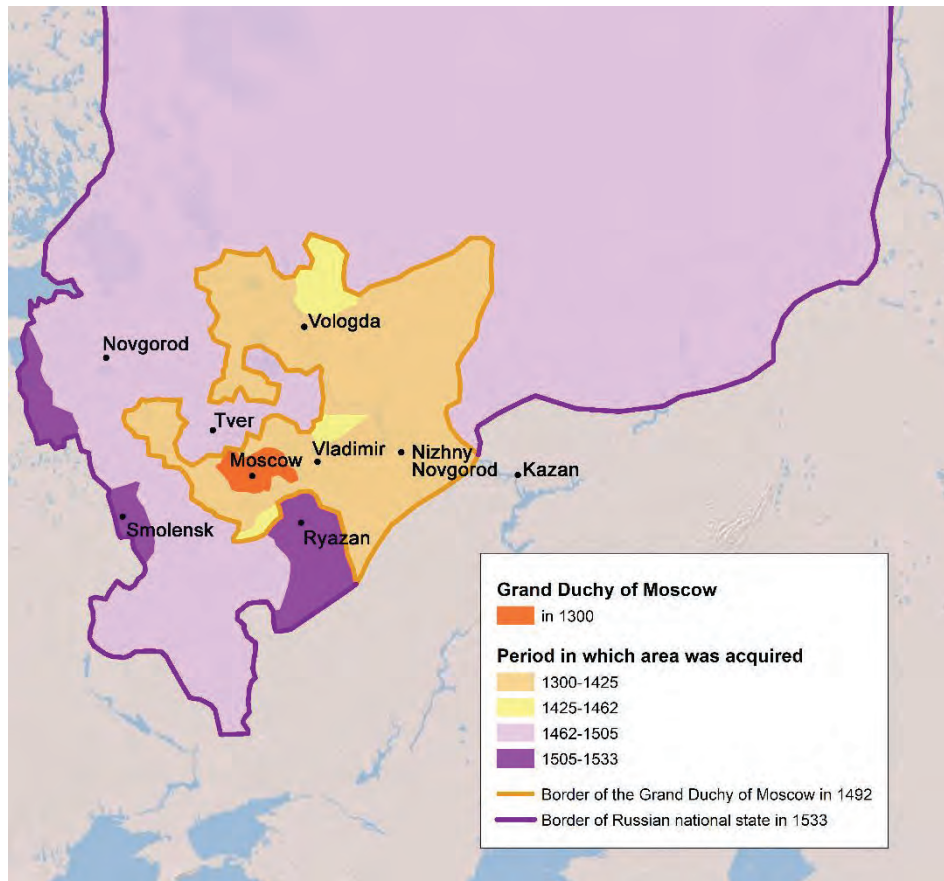 Vologda
Novgorod
Tver
Vladimir
Moscow
Nizhny
Novgorod
Kazan
Smolensk
Ryazan
Grand Duchy of Moscow
in 1300
Period in which area was acquired
1300-1425
1425-1462
1462-1505
1505-1533
Border of the Grand Duchy of Moscow in 1492
Border of Russian national state in 1533